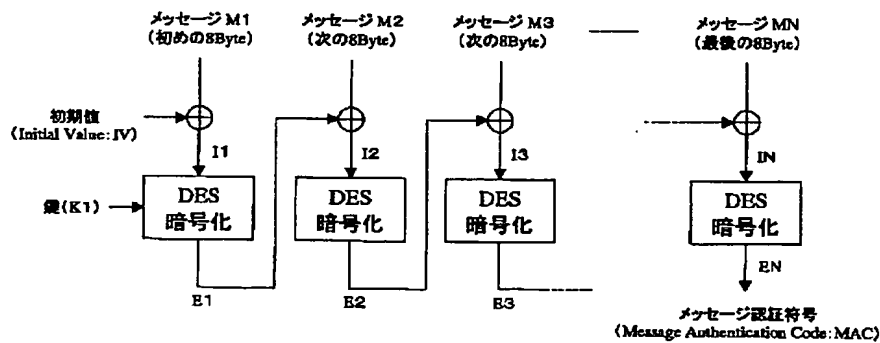 メッセージ M1
(初めの8Byte)
メッセージ M2
(次の8Byte)
メッセージ M3
(次の8Byte)
メッセージ MN
(最後の8Byte)
初期値
(Initial Value: IV)
I1
I2
I3
IN
鍵(K1)
DES
暗号化
DES
暗号化
DES
暗号化
DES
暗号化
E1
E2
E3
EN
メッセージ認証符号
(Message Authentication Code: MAC)